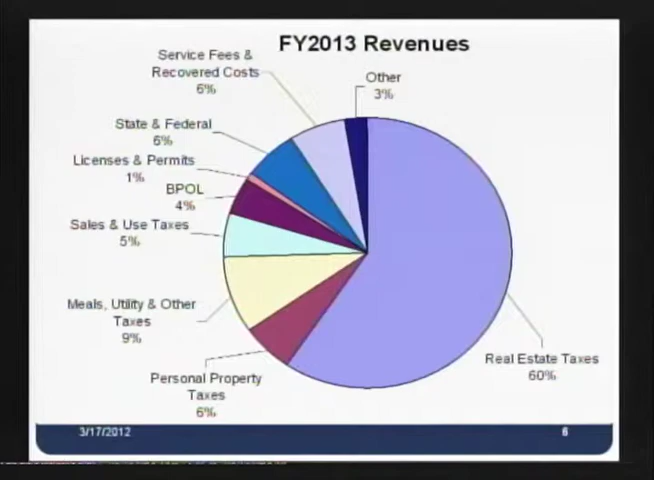 FY2013 Revenues
Service Fees &
Recovered Costs
6%
Other
3%
State & Federal
6%
Licenses & Permits
1%
BPOL
4%
Sales & Use Taxes
5%
Meals, Utility & Other
Taxes
9%
Personal Property
Taxes
6%
Real Estate Taxes
60%
3/17/2012
6